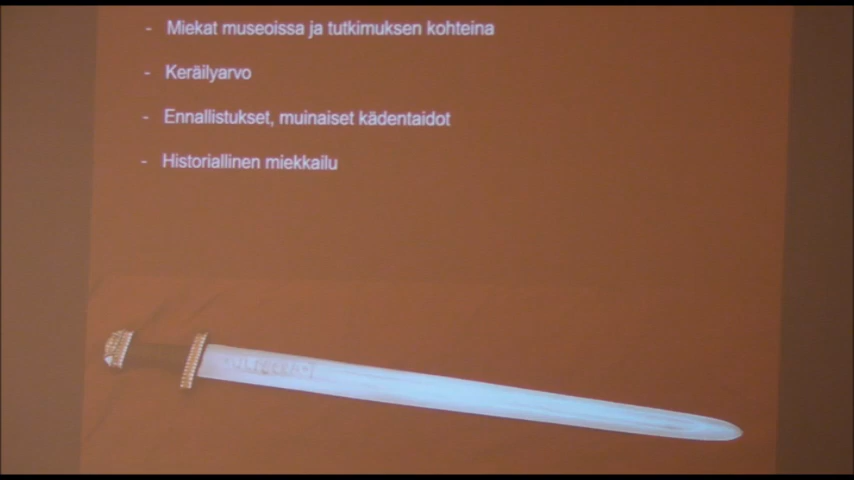 - Miekat museoissa ja tutkimuksen kohteina
- Keräilyarvo
- Ennallistukset, muinaiset kädentaidot
- Historiallinen miekkailu